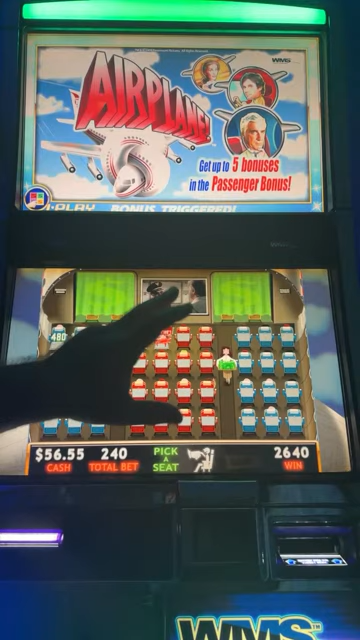 WMS
AIRPLANE!
Get up to 5 bonuses
in the Passenger Bonus!
BONUS TRIGGERED!
480
$56.55 240 PICK 2640
CASH TOTAL BET A WIN
SEAT
WMS